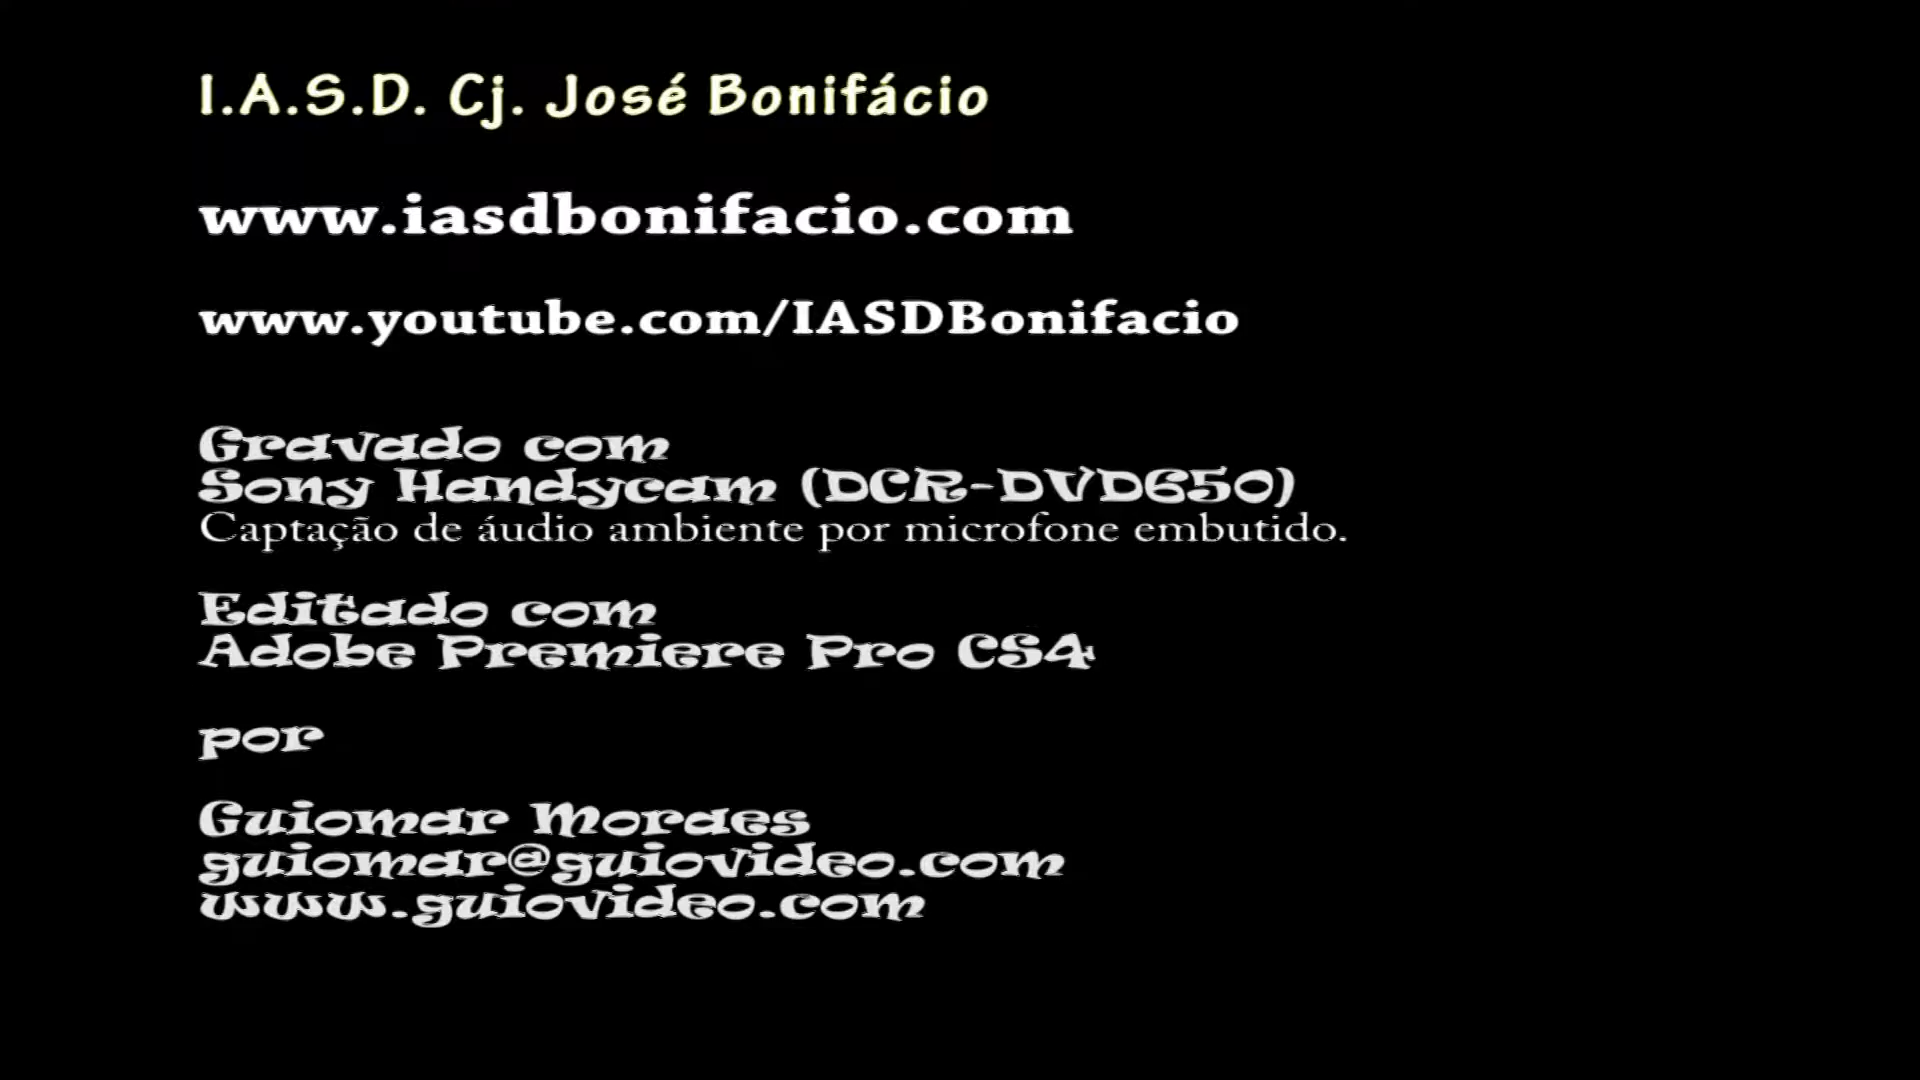 I.A.S.D. Cj. José Bonifácio
www.iasdbonifacio.com
www.youtube.com/IASDBonifacio
Gravado com
Sony Handycam (DCR-DVD650)
Captação de áudio ambiente por microfone embutido.
Editado com
Adobe Premiere Pro CS4
por
Guiomar Moraes
guiomar@guiovideo.com
www.guiovideo.com